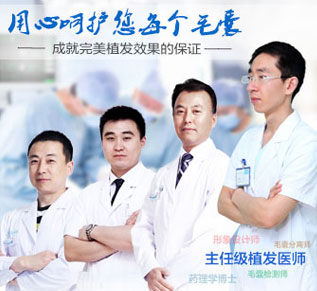 用心呵护您每个毛囊
成就完美植发效果的保证
形象设计师
毛囊分离师
主任级植发医师
药理学博士
毛囊检测师